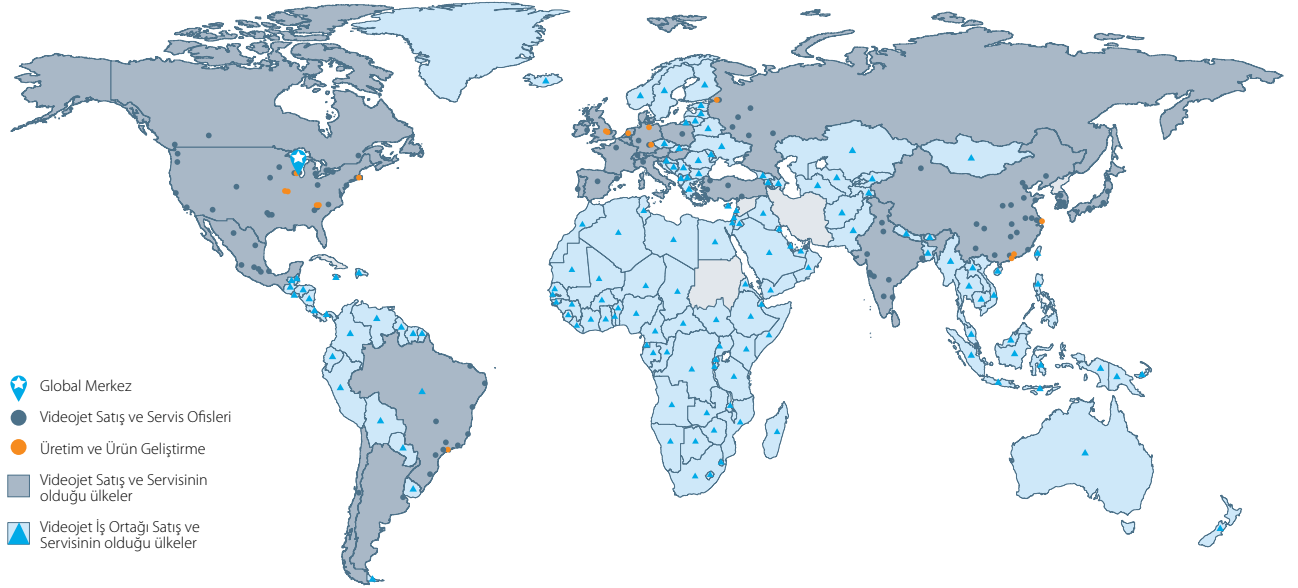 Global Merkez
Videojet Satış ve Servis Ofisleri
Üretim ve Ürün Geliştirme
Videojet Satış ve Servisinin
olduğu ülkeler
Videojet İş Ortağı Satış ve
Servisinin olduğu ülkeler